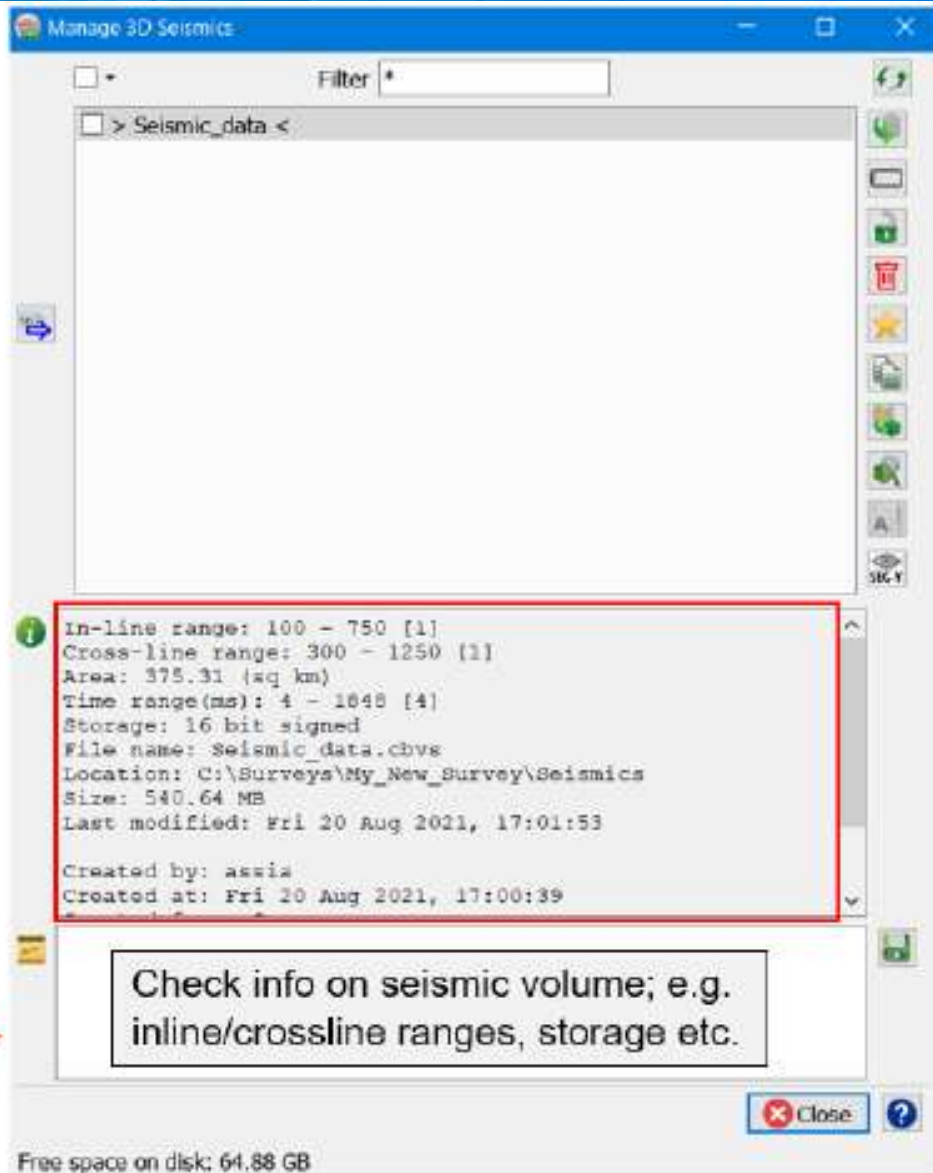 Manage 3D Seismics
Filter *
> Seismic_data <
SEG-Y
In-line range: 100 - 750 [1]
Cross-line range: 300 - 1250 [1]
Area: 375.31 (sq km)
Time range(ms): 4 - 1848 [4]
Storage: 16 bit signed
File name: Seismic_data.cbvs
Location: C:\Surveys\My_New_Survey\Seismics
Size: 540.64 MB
Last modified: Fri 20 Aug 2021, 17:01:53
Created by: assia
Created at: Fri 20 Aug 2021, 17:00:39
Check info on seismic volume; e.g.
inline/crossline ranges, storage etc.
Close
Free space on disk: 64.88 GB